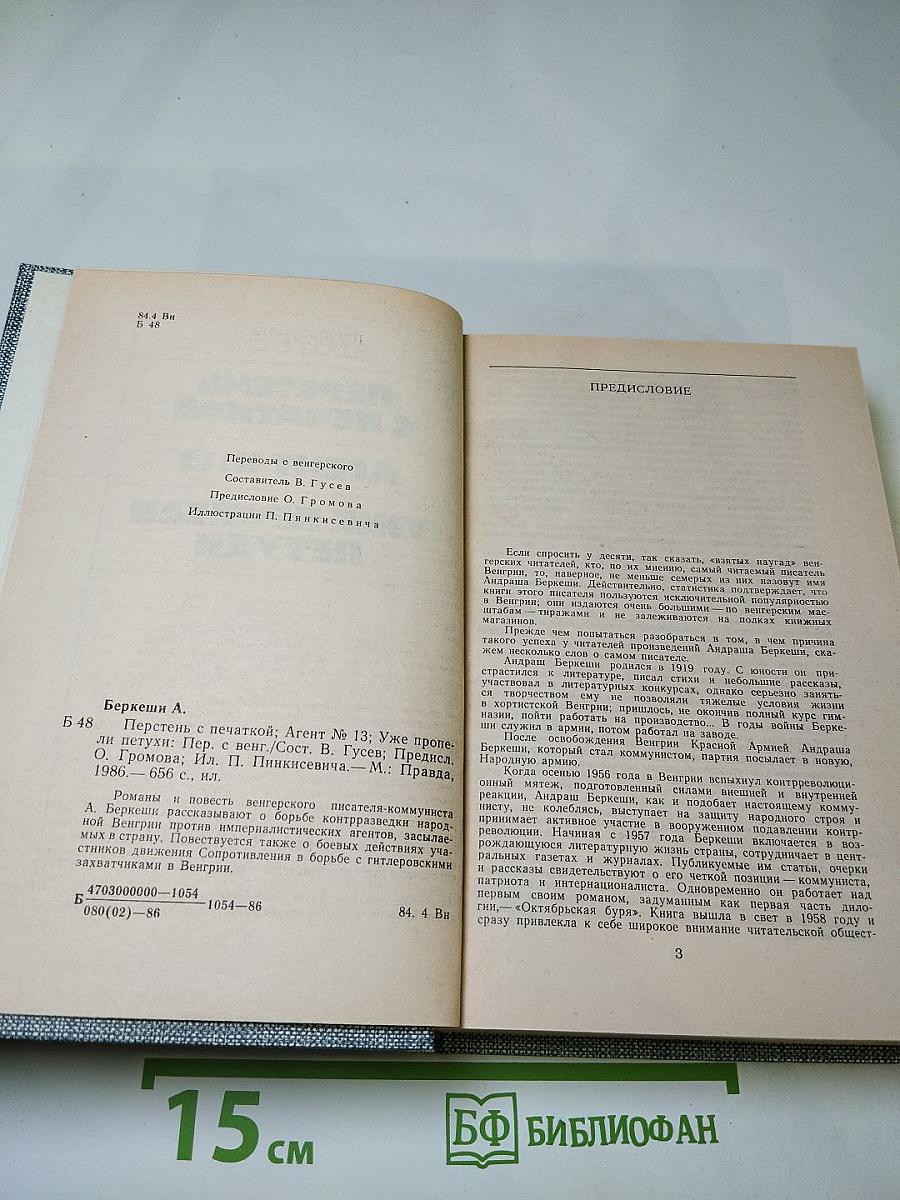 84.4 Вн
Б 48
Переводы с венгерского
Составитель В. Гусев
Предисловие О. Громова
Иллюстрации П. Пинкисевича
Беркеши А.
Б 48 Перстень с печаткой; Агент № 13; Уже пропе-
ли петухи: Пер. с венг./Сост. В. Гусев; Предисл.
О. Громова; Ил. П. Пинкисевича.— М.: Правда,
1986.— 656 с., ил.
Романы и повесть венгерского писателя-коммуниста
А. Беркеши рассказывают о борьбе контрразведки народ-
ной Венгрии против империалистических агентов, засылае-
мых в страну. Повествуется также о боевых действиях уча-
стников движения Сопротивления в борьбе с гитлеровскими
захватчиками в Венгрии.
Б 4703000000—1054
080(02)—86 1054—86
84. 4 Вн
ПРЕДИСЛОВИЕ
Если спросить у десяти, так сказать, «взятых наугад» вен-
герских читателей, кто, по их мнению, самый читаемый писатель
Венгрии, то, наверное, не меньше семерых из них назовут имя
Андраша Беркеши. Действительно, статистика подтверждает, что
книги этого писателя пользуются исключительной популярностью
в Венгрии; они издаются очень большими — по венгерским мас-
штабам — тиражами и не залеживаются на полках книжных
магазинов.
Прежде чем попытаться разобраться в том, в чем причина
такого успеха у читателей произведений Андраша Беркеши, ска-
жем несколько слов о самом писателе.
Андраш Беркеши родился в 1919 году. С юности он при-
страстился к литературе, писал стихи и небольшие рассказы,
участвовал в литературных конкурсах, однако серьезно занять-
ся творчеством ему не позволяли тяжелые условия жизни
в хортистской Венгрии; пришлось, не окончив полный курс гим-
назии, пойти работать на производство... В годы войны Берке-
ши служил в армии, потом работал на заводе.
После освобождения Венгрии Красной Армией Андраша
Беркеши, который стал коммунистом, партия посылает в новую,
Народную армию.
Когда осенью 1956 года в Венгрии вспыхнул контрреволюци-
онный мятеж, подготовленный силами внешней и внутренней
реакции, Андраш Беркеши, как и подобает настоящему комму-
нисту, не колеблясь, выступает на защиту народного строя и
принимает активное участие в вооруженном подавлении контр-
революции. Начиная с 1957 года Беркеши включается в воз-
рождающуюся литературную жизнь страны, сотрудничает в цент-
ральных газетах и журналах. Публикуемые им статьи, очерки
и рассказы свидетельствуют о его четкой позиции — коммуниста,
патриота и интернационалиста. Одновременно он работает над
первым своим романом, задуманным как первая часть дило-
гии,— «Октябрьская буря». Книга вышла в свет в 1958 году и
сразу привлекла к себе широкое внимание читательской общест-
3
15 см
БФ БИБЛИОФАН